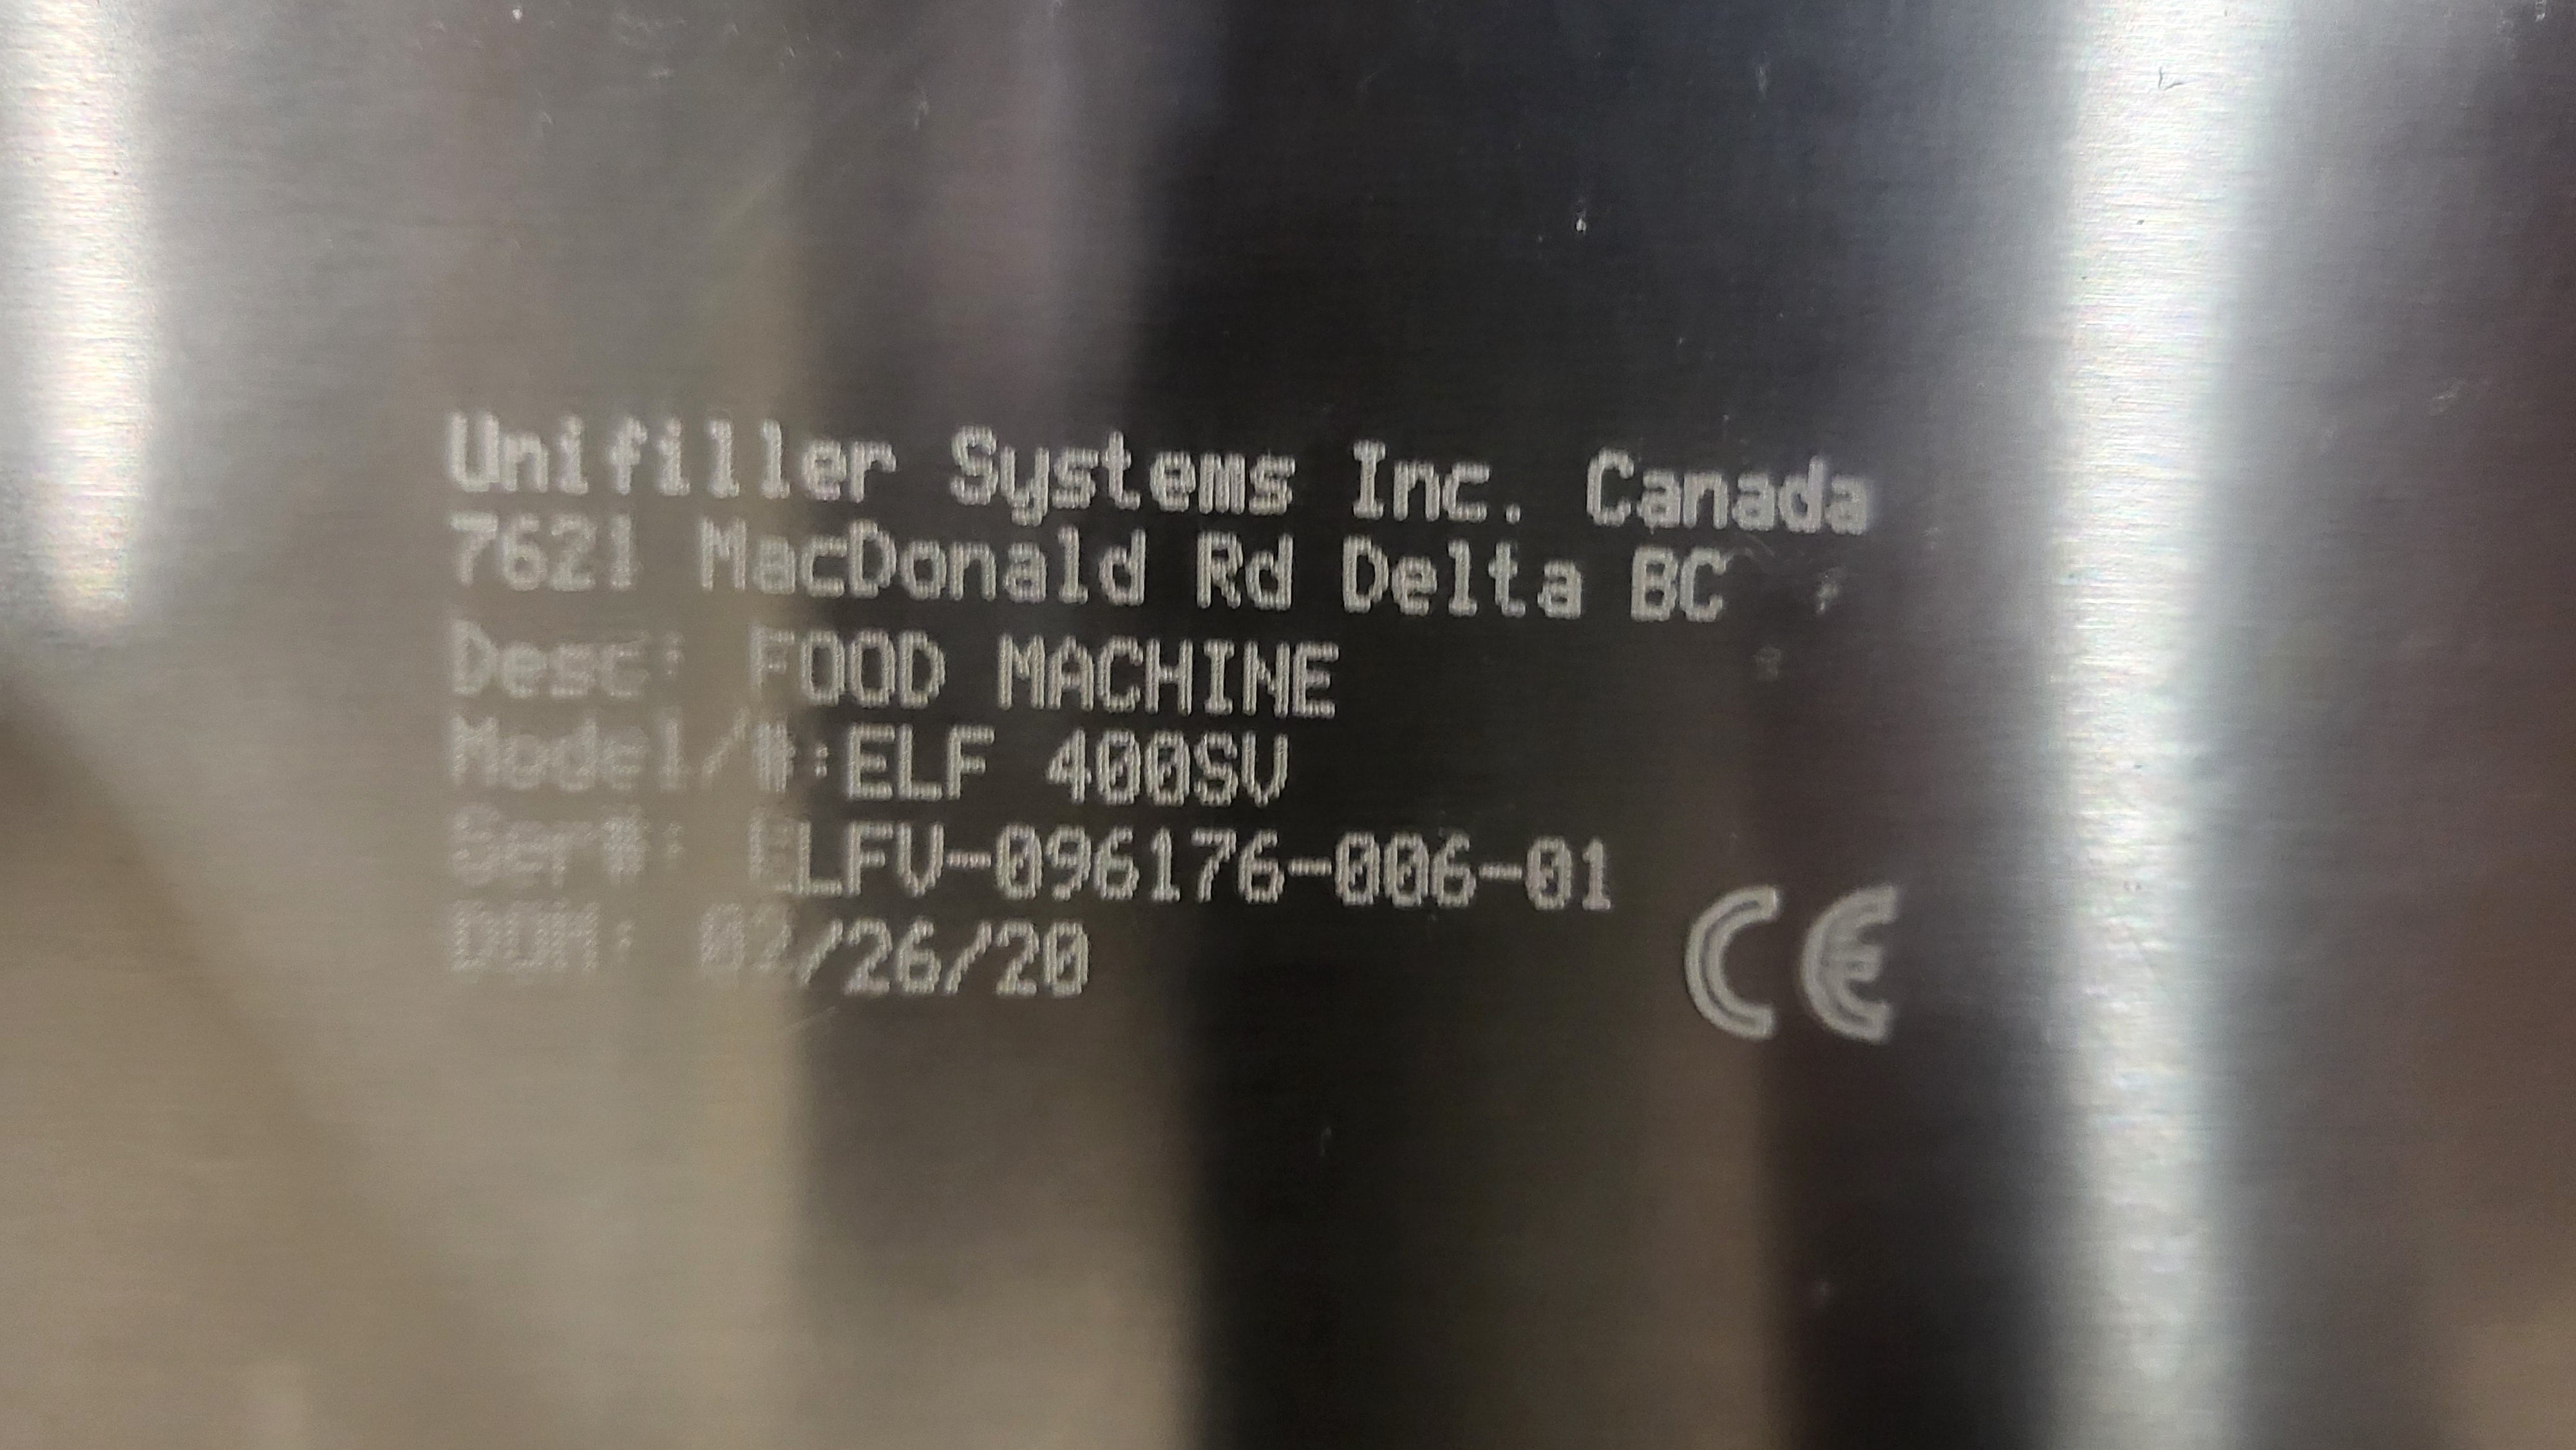 Unifiller Systems Inc. Canada
7621 MacDonald Rd Delta BC
Desc: FOOD MACHINE
Model/#:ELF 400SV
Ser#: ELFV-096176-006-01
DOM: 02/26/20
CE